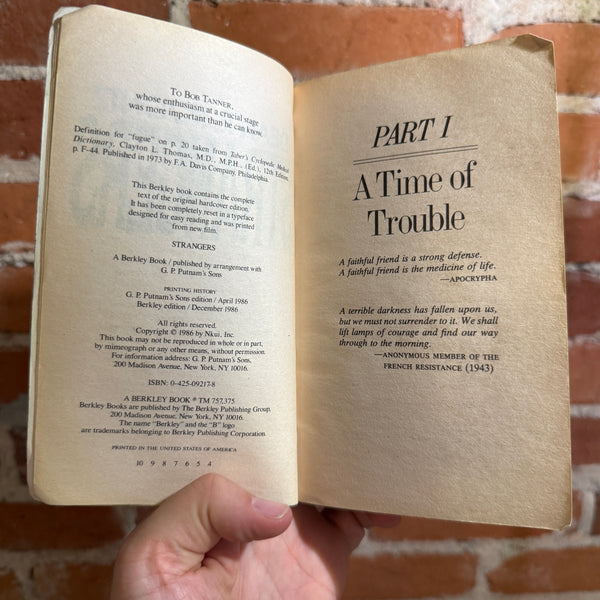 To Bob Tanner,
whose enthusiasm at a crucial stage
was more important than he can know.
Definition for "fugue" on p. 20 taken from Taber's Cyclopedic Medical
Dictionary, Clayton L. Thomas, M.D., M.P.H., (Ed.), 12th Edition,
p. F-44. Published in 1973 by F.A. Davis Company, Philadelphia.
This Berkley book contains the complete
text of the original hardcover edition.
It has been completely reset in a typeface
designed for easy reading and was printed
from new film.
STRANGERS
A Berkley Book / published by arrangement with
G. P. Putnam's Sons
PRINTING HISTORY
G. P. Putnam's Sons edition / April 1986
Berkley edition / December 1986
All rights reserved.
Copyright © 1986 by Nkui, Inc.
This book may not be reproduced in whole or in part,
by mimeograph or any other means, without permission.
For information address: G. P. Putnam's Sons,
200 Madison Avenue, New York, NY 10016.
ISBN: 0-425-09217-8
A BERKLEY BOOK ® TM 757,375
Berkley Books are published by The Berkley Publishing Group,
200 Madison Avenue, New York, NY 10016.
The name "Berkley" and the "B" logo
are trademarks belonging to Berkley Publishing Corporation.
PRINTED IN THE UNITED STATES OF AMERICA
10 9 8 7 6 5 4
PART I
A Time of
Trouble
A faithful friend is a strong defense.
A faithful friend is the medicine of life.
—APOCRYPHA
A terrible darkness has fallen upon us,
but we must not surrender to it. We shall
lift lamps of courage and find our way
through to the morning.
—ANONYMOUS MEMBER OF THE
FRENCH RESISTANCE (1943)